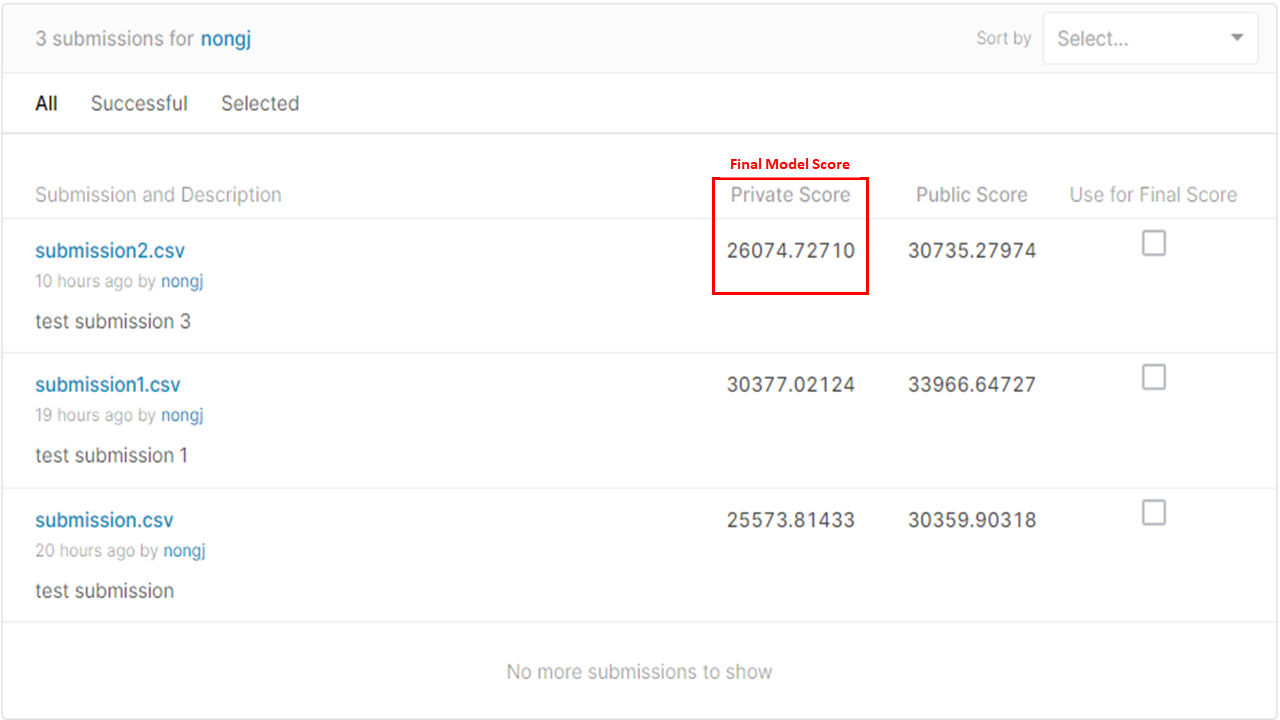 3 submissions for nongj
Sort by Select...
All Successful Selected
Final Model Score
Submission and Description Private Score Public Score Use for Final Score
submission2.csv 26074.72710 30735.27974
10 hours ago by nongj
test submission 3
submission1.csv 30377.02124 33966.64727
19 hours ago by nongj
test submission 1
submission.csv 25573.81433 30359.90318
20 hours ago by nongj
test submission
No more submissions to show